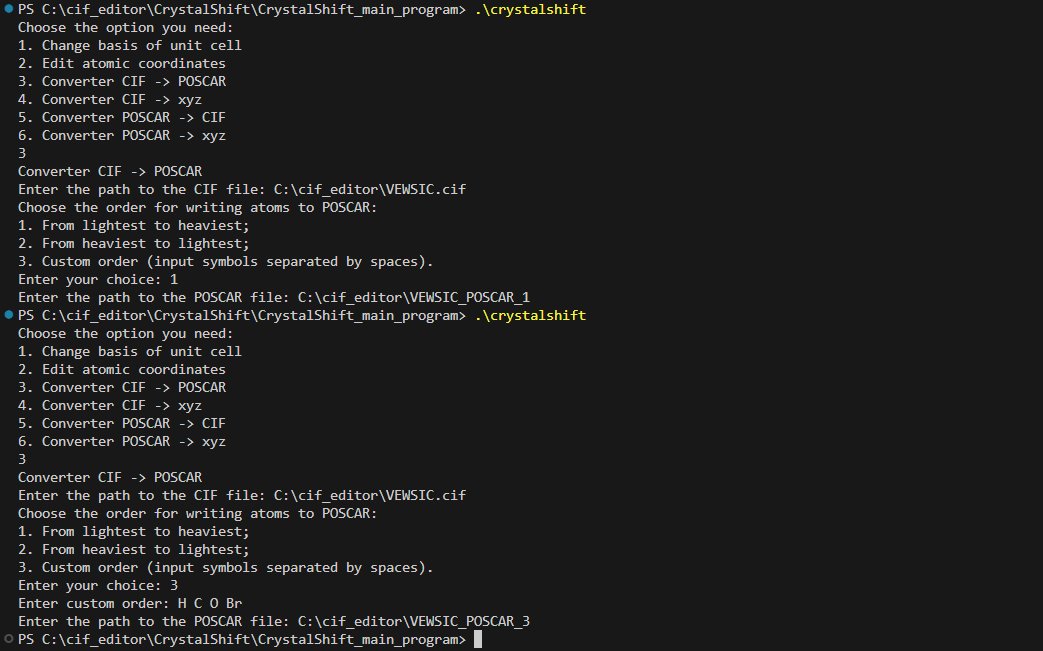 PS C:\cif_editor\CrystalShift\CrystalShift_main_program> .\crystalshift
Choose the option you need:
1. Change basis of unit cell
2. Edit atomic coordinates
3. Converter CIF -> POSCAR
4. Converter CIF -> xyz
5. Converter POSCAR -> CIF
6. Converter POSCAR -> xyz
3
Converter CIF -> POSCAR
Enter the path to the CIF file: C:\cif_editor\VEWSIC.cif
Choose the order for writing atoms to POSCAR:
1. From lightest to heaviest;
2. From heaviest to lightest;
3. Custom order (input symbols separated by spaces).
Enter your choice: 1
Enter the path to the POSCAR file: C:\cif_editor\VEWSIC_POSCAR_1
PS C:\cif_editor\CrystalShift\CrystalShift_main_program> .\crystalshift
Choose the option you need:
1. Change basis of unit cell
2. Edit atomic coordinates
3. Converter CIF -> POSCAR
4. Converter CIF -> xyz
5. Converter POSCAR -> CIF
6. Converter POSCAR -> xyz
3
Converter CIF -> POSCAR
Enter the path to the CIF file: C:\cif_editor\VEWSIC.cif
Choose the order for writing atoms to POSCAR:
1. From lightest to heaviest;
2. From heaviest to lightest;
3. Custom order (input symbols separated by spaces).
Enter your choice: 3
Enter custom order: H C O Br
Enter the path to the POSCAR file: C:\cif_editor\VEWSIC_POSCAR_3
PS C:\cif_editor\CrystalShift\CrystalShift_main_program>